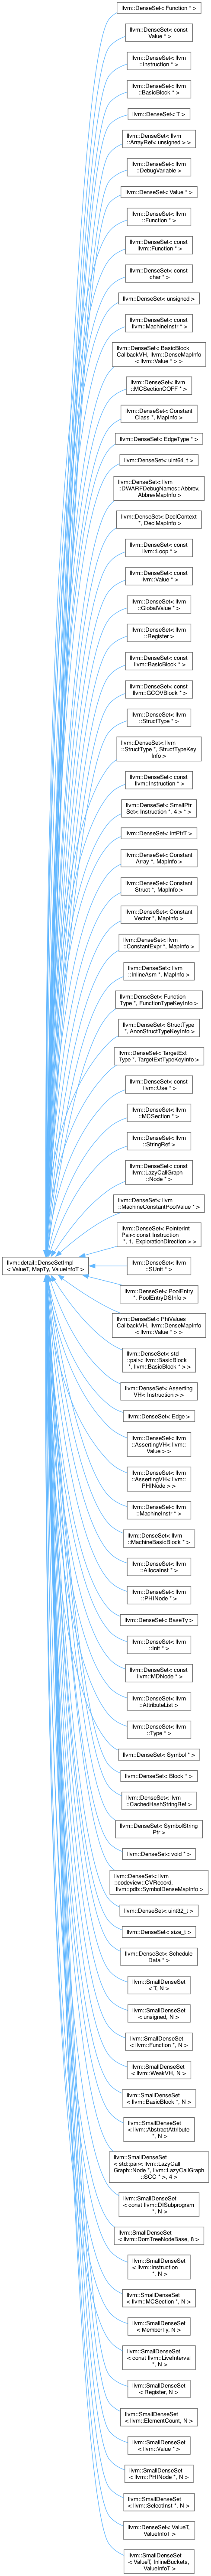 llvm::DenseSet< Function * >
llvm::DenseSet< const
Value * >
llvm::DenseSet< llvm
::Instruction * >
llvm::DenseSet< llvm
::BasicBlock * >
llvm::DenseSet< T >
llvm::DenseSet< llvm
::ArrayRef< unsigned > >
llvm::DenseSet< llvm
::DebugVariable >
llvm::DenseSet< Value * >
llvm::DenseSet< llvm
::Function * >
llvm::DenseSet< const
llvm::Function * >
llvm::DenseSet< const
char * >
llvm::DenseSet< unsigned >
llvm::DenseSet< const
llvm::MachineInstr * >
llvm::DenseSet< BasicBlock
CallbackVH, llvm::DenseMapInfo
< llvm::Value * > >
llvm::DenseSet< llvm
::MCSectionCOFF * >
llvm::DenseSet< Constant
Class *, MapInfo >
llvm::DenseSet< EdgeType * >
llvm::DenseSet< uint64_t >
llvm::DenseSet< llvm
::DWARFDebugNames::Abbrev,
AbbrevMapInfo >
llvm::DenseSet< DeclContext
*, DeclMapInfo >
llvm::DenseSet< const
llvm::Loop * >
llvm::DenseSet< const
llvm::Value * >
llvm::DenseSet< llvm
::GlobalValue * >
llvm::DenseSet< llvm
::Register >
llvm::DenseSet< const
llvm::BasicBlock * >
llvm::DenseSet< const
llvm::GCOVBlock * >
llvm::DenseSet< llvm
::StructType * >
llvm::DenseSet< llvm
::StructType *, StructTypeKey
Info >
llvm::DenseSet< const
llvm::Instruction * >
llvm::DenseSet< SmallPtr
Set< Instruction *, 4 > * >
llvm::DenseSet< IntPtrT >
llvm::DenseSet< Constant
Array *, MapInfo >
llvm::DenseSet< Constant
Struct *, MapInfo >
llvm::DenseSet< Constant
Vector *, MapInfo >
llvm::DenseSet< llvm
::ConstantExpr *, MapInfo >
llvm::DenseSet< llvm
::InlineAsm *, MapInfo >
llvm::DenseSet< Function
Type *, FunctionTypeKeyInfo >
llvm::DenseSet< StructType
*, AnonStructTypeKeyInfo >
llvm::DenseSet< TargetExt
Type *, TargetExtTypeKeyInfo >
llvm::DenseSet< const
llvm::Use * >
llvm::DenseSet< llvm
::MCSection * >
llvm::DenseSet< llvm
::StringRef >
llvm::DenseSet< const
llvm::LazyCallGraph
::Node * >
llvm::DenseSet< llvm
::MachineConstantPoolValue * >
llvm::DenseSet< PointerInt
Pair< const Instruction
*, 1, ExplorationDirection > >
llvm::detail::DenseSetImpl
< ValueT, MapTy, ValueInfoT >
llvm::DenseSet< llvm
::SUnit * >
llvm::DenseSet< PoolEntry
*, PoolEntryDSInfo >
llvm::DenseSet< PhiValues
CallbackVH, llvm::DenseMapInfo
< llvm::Value * > >
llvm::DenseSet< std
::pair< llvm::BasicBlock
*, llvm::BasicBlock * > >
llvm::DenseSet< Asserting
VH< Instruction > >
llvm::DenseSet< Edge >
llvm::DenseSet< llvm
::AssertingVH< llvm::
Value > >
llvm::DenseSet< llvm
::AssertingVH< llvm::
PHINode > >
llvm::DenseSet< llvm
::MachineInstr * >
llvm::DenseSet< llvm
::MachineBasicBlock * >
llvm::DenseSet< llvm
::AllocaInst * >
llvm::DenseSet< llvm
::PHINode * >
llvm::DenseSet< BaseTy >
llvm::DenseSet< llvm
::Init * >
llvm::DenseSet< const
llvm::MDNode * >
llvm::DenseSet< llvm
::AttributeList >
llvm::DenseSet< llvm
::Type * >
llvm::DenseSet< Symbol * >
llvm::DenseSet< Block * >
llvm::DenseSet< llvm
::CachedHashStringRef >
llvm::DenseSet< SymbolString
Ptr >
llvm::DenseSet< void * >
llvm::DenseSet< llvm
::codeview::CVRecord,
llvm::pdb::SymbolDenseMapInfo >
llvm::DenseSet< uint32_t >
llvm::DenseSet< size_t >
llvm::DenseSet< Schedule
Data * >
llvm::SmallDenseSet
< T, N >
llvm::SmallDenseSet
< unsigned, N >
llvm::SmallDenseSet
< llvm::Function *, N >
llvm::SmallDenseSet
< llvm::WeakVH, N >
llvm::SmallDenseSet
< llvm::BasicBlock *, N >
llvm::SmallDenseSet
< llvm::AbstractAttribute
*, N >
llvm::SmallDenseSet
< std::pair< llvm::LazyCall
Graph::Node *, llvm::LazyCallGraph
::SCC * >, 4 >
llvm::SmallDenseSet
< const llvm::DISubprogram
*, N >
llvm::SmallDenseSet
< llvm::DomTreeNodeBase, 8 >
llvm::SmallDenseSet
< llvm::Instruction
*, N >
llvm::SmallDenseSet
< llvm::MCSection *, N >
llvm::SmallDenseSet
< MemberTy, N >
llvm::SmallDenseSet
< const llvm::LiveInterval
*, N >
llvm::SmallDenseSet
< Register, N >
llvm::SmallDenseSet
< llvm::ElementCount, N >
llvm::SmallDenseSet
< llvm::Value * >
llvm::SmallDenseSet
< llvm::PHINode *, N >
llvm::SmallDenseSet
< llvm::SelectInst *, N >
llvm::DenseSet< ValueT,
ValueInfoT >
llvm::SmallDenseSet
< ValueT, InlineBuckets,
ValueInfoT >